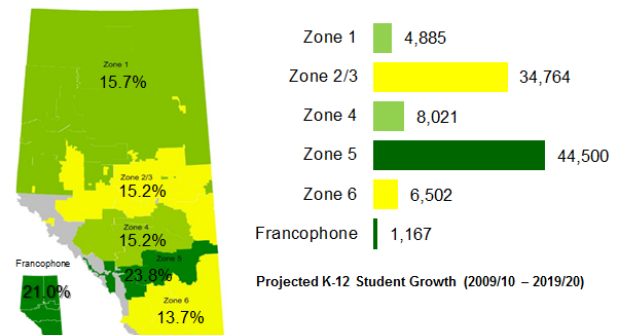 Zone 1
15.7%
Zone 2/3
15.2%
Zone 4
15.2%
Zone 5
23.8%
Zone 6
13.7%
Francophone
21.0%
Zone 1 4,885
Zone 2/3 34,764
Zone 4 8,021
Zone 5 44,500
Zone 6 6,502
Francophone 1,167
Projected K-12 Student Growth (2009/10 – 2019/20)